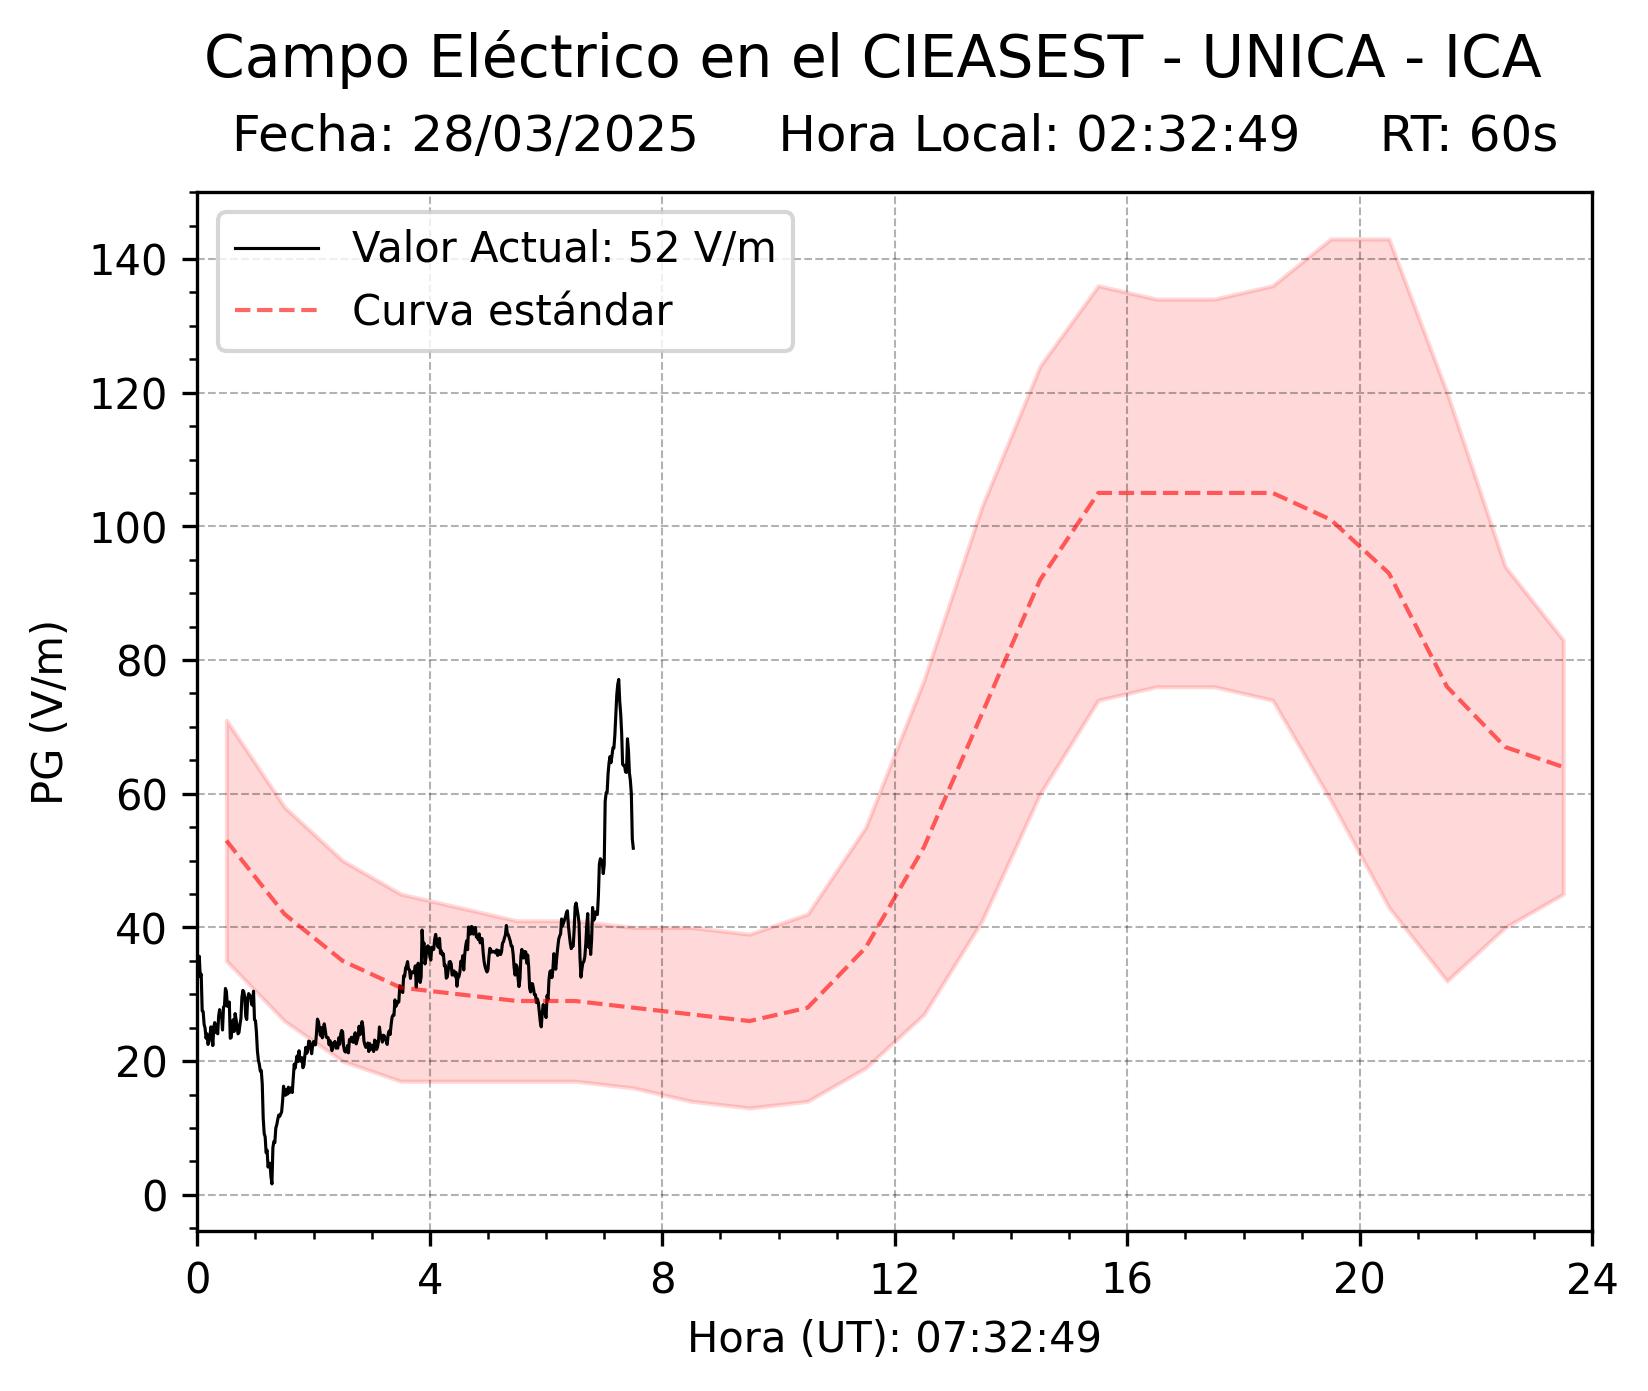 Campo Eléctrico en el CIEASEST - UNICA - ICA
Fecha: 28/03/2025 Hora Local: 02:32:49 RT: 60s
Valor Actual: 52 V/m
Curva estándar
140
120
100
80
60
40
20
0
PG (V/m)
0 4 8 12 16 20 24
Hora (UT): 07:32:49